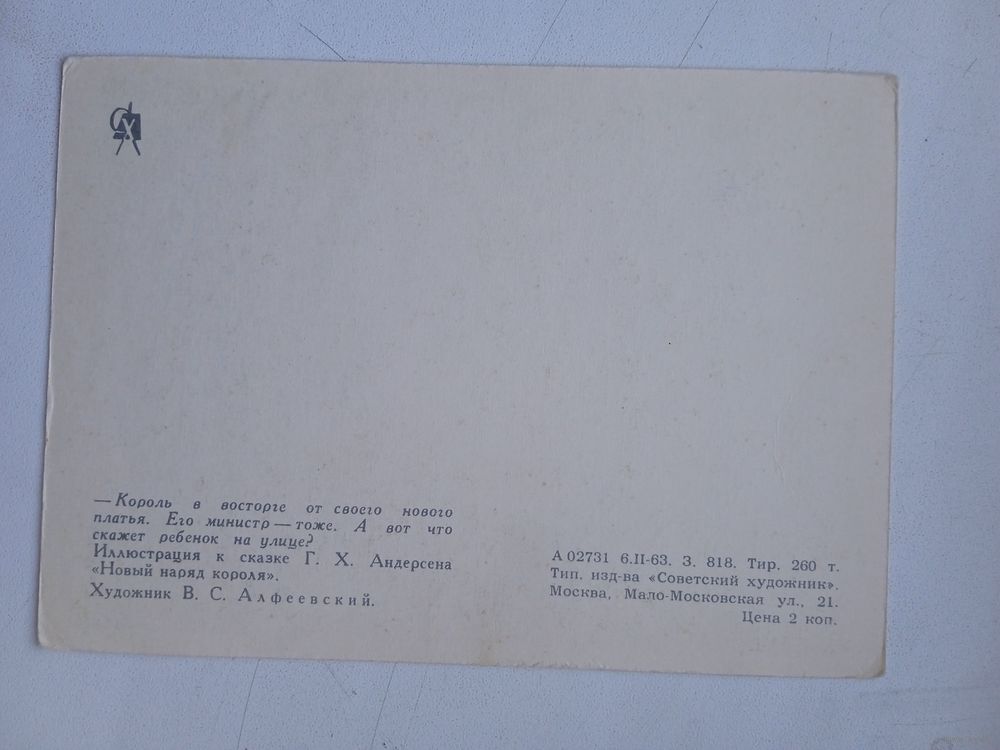 СХ
— Король в восторге от своего нового
платья. Его министр — тоже. А вот что
скажет ребенок на улице?
Иллюстрация к сказке Г. Х. Андерсена
«Новый наряд короля».
Художник В. С. Алфеевский.
А 02731 6.II-63. З. 818. Тир. 260 т.
Тип. изд-ва «Советский художник».
Москва, Мало-Московская ул., 21.
Цена 2 коп.